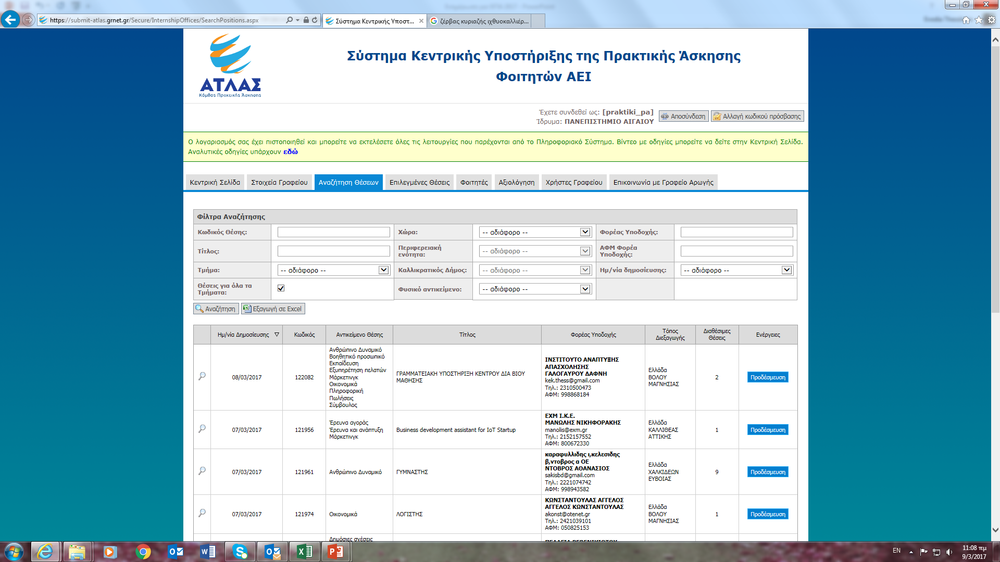 https://submit-atlas.grnet.gr/Secure/InternshipOffices/SearchPositions.aspx
Σύστημα Κεντρικής Υποστ...
ζέρβας κυριαζής ιχθυοκαλλιέρ...
ΑΤΛΑΣ
Κόμβος Πρακτικής Άσκησης
Σύστημα Κεντρικής Υποστήριξης της Πρακτικής Άσκησης
Φοιτητών ΑΕΙ
Έχετε συνδεθεί ως: [praktiki_pa]
Ίδρυμα: ΠΑΝΕΠΙΣΤΗΜΙΟ ΑΙΓΑΙΟΥ
Αποσύνδεση
Αλλαγή κωδικού πρόσβασης
Ο λογαριασμός σας έχει πιστοποιηθεί και μπορείτε να εκτελέσετε όλες τις λειτουργίες που παρέχονται από το Πληροφοριακό Σύστημα. Βίντεο με οδηγίες μπορείτε να δείτε στην Κεντρική Σελίδα.
Αναλυτικές οδηγίες υπάρχουν εδώ
Κεντρική Σελίδα Στοιχεία Γραφείου Αναζήτηση Θέσεων Επιλεγμένες Θέσεις Φοιτητές Αξιολόγηση Χρήστες Γραφείου Επικοινωνία με Γραφείο Αρωγής
Φίλτρα Αναζήτησης
Κωδικός Θέσης:
Χώρα: -- αδιάφορο --
Φορέας Υποδοχής:
Τίτλος:
Περιφερειακή
ενότητα:
-- αδιάφορο --
ΑΦΜ Φορέα
Υποδοχής:
Τμήμα: -- αδιάφορο --
Καλλικρατικός Δήμος: -- αδιάφορο --
Ημ/νία δημοσίευσης: -- αδιάφορο --
Θέσεις για όλα τα
Τμήματα:
Φυσικό αντικείμενο: -- αδιάφορο --
Αναζήτηση
Εξαγωγή σε Excel
Ημ/νία Δημοσίευσης
Κωδικός
Αντικείμενο Θέσης
Τίτλος
Φορέας Υποδοχής
Τόπος
Διεξαγωγής
Διαθέσιμες
Θέσεις
Ενέργειες
08/03/2017
122082
Ανθρώπινο Δυναμικό
Βοηθητικό προσωπικό
Εκπαίδευση
Εξυπηρέτηση πελατών
Μάρκετινγκ
Οικονομικά
Πληροφορική
Πωλήσεις
Σύμβουλος
ΓΡΑΜΜΑΤΕΙΑΚΗ ΥΠΟΣΤΗΡΙΞΗ ΚΕΝΤΡΟΥ ΔΙΑ ΒΙΟΥ
ΜΑΘΗΣΗΣ
ΙΝΣΤΙΤΟΥΤΟ ΑΝΑΠΤΥΞΗΣ
ΑΠΑΣΧΟΛΗΣΗΣ
ΓΑΛΟΓΑΥΡΟΥ ΔΑΦΝΗ
kek.thess@gmail.com
Τηλ.: 2310500473
ΑΦΜ: 998868184
Ελλάδα
ΒΟΛΟΥ
ΜΑΓΝΗΣΙΑΣ
2
Προδέσμευση
07/03/2017
121956
Έρευνα αγοράς
Έρευνα και ανάπτυξη
Μάρκετινγκ
Business development assistant for IoT Startup
ΕΧΜ Ι.Κ.Ε.
ΜΑΝΩΛΗΣ ΝΙΚΗΦΟΡΑΚΗΣ
manolis@exm.gr
Τηλ.: 2152157552
ΑΦΜ: 800672330
Ελλάδα
ΚΑΛΛΙΘΕΑΣ
ΑΤΤΙΚΗΣ
1
Προδέσμευση
07/03/2017
121961
Ανθρώπινο Δυναμικό
ΓΥΜΝΑΣΤΗΣ
καραφυλλιδης ι,κελεσιδης
β,ντοβρος α ΟΕ
ΝΤΟΒΡΟΣ ΑΘΑΝΑΣΙΟΣ
sakisbd@gmail.com
Τηλ.: 2221074742
ΑΦΜ: 998943582
Ελλάδα
ΧΑΛΚΙΔΕΩΝ
ΕΥΒΟΙΑΣ
9
Προδέσμευση
07/03/2017
121974
Οικονομικά
ΛΟΓΙΣΤΗΣ
ΚΩΝΣΤΑΝΤΟΥΛΑΣ ΑΓΓΕΛΟΣ
ΑΓΓΕΛΟΣ ΚΩΝΣΤΑΝΤΟΥΛΑΣ
akonst@otenet.gr
Τηλ.: 2421039101
ΑΦΜ: 050825153
Ελλάδα
ΒΟΛΟΥ
ΜΑΓΝΗΣΙΑΣ
1
Προδέσμευση
Δημόσιες σχέσεις
EN
11:08 πμ
9/3/2017